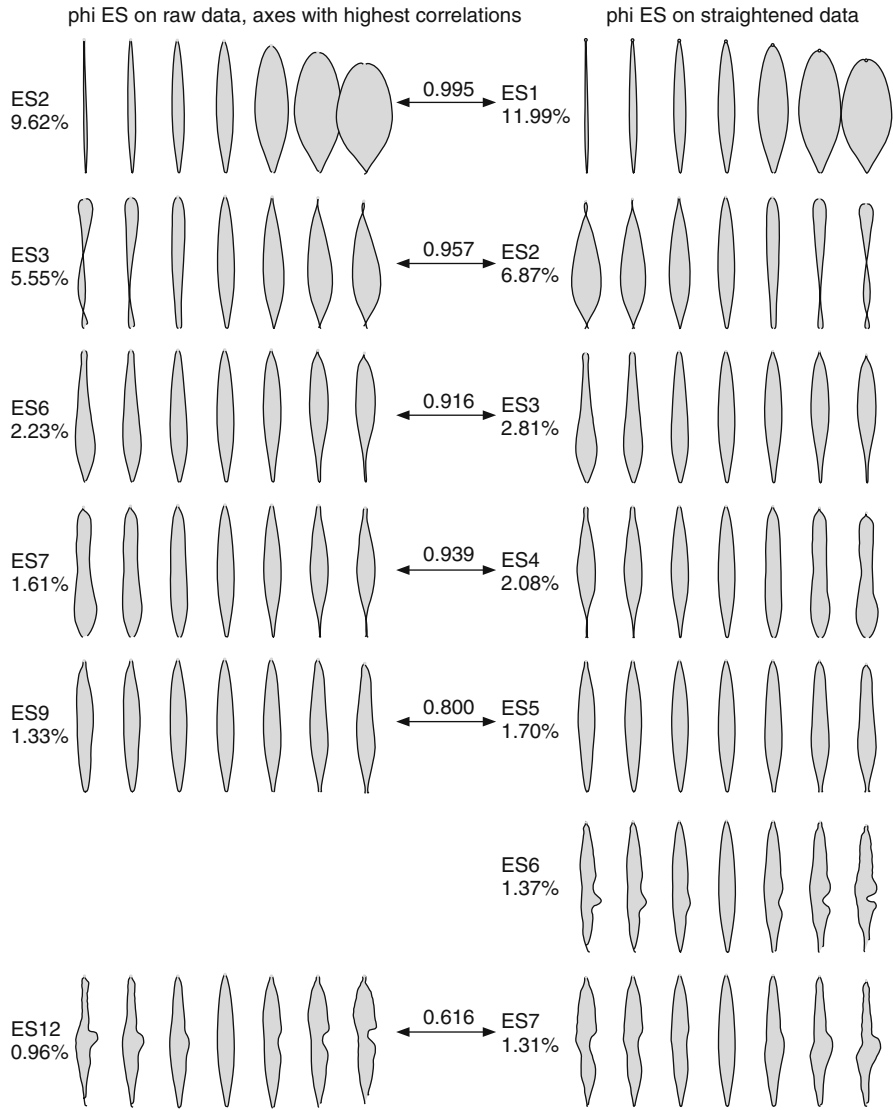 phi ES on raw data, axes with highest correlations
phi ES on straightened data
ES2
9.62%
0.995
ES1
11.99%
ES3
5.55%
0.957
ES2
6.87%
ES6
2.23%
0.916
ES3
2.81%
ES7
1.61%
0.939
ES4
2.08%
ES9
1.33%
0.800
ES5
1.70%
ES6
1.37%
ES12
0.96%
0.616
ES7
1.31%